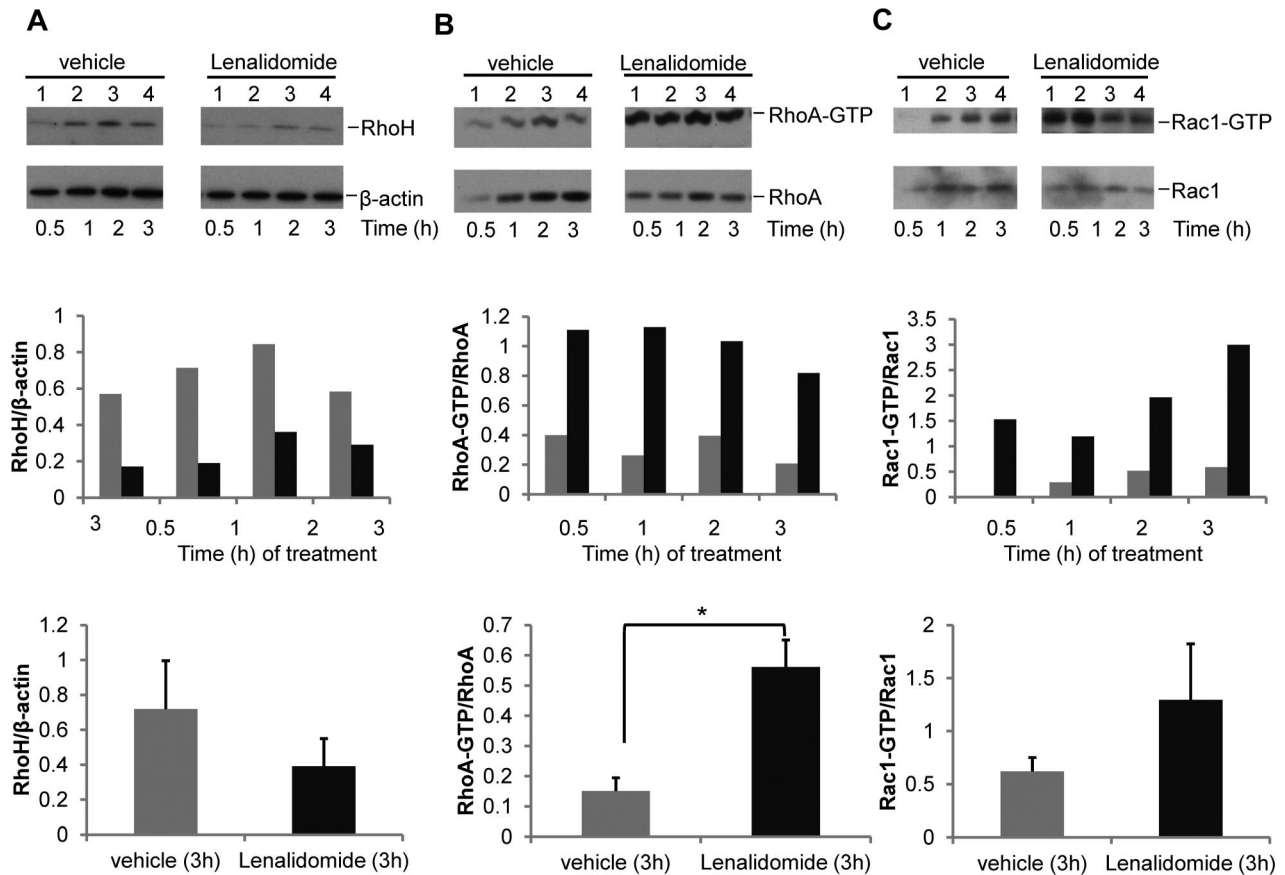 A
vehicle Lenalidomide
1 2 3 4 1 2 3 4
RhoH
β-actin
0.5 1 2 3 0.5 1 2 3 Time (h)
RhoH/β-actin
1
0.8
0.6
0.4
0.2
0
3 0.5 1 2 3
Time (h) of treatment
RhoH/β-actin
1.2
1
0.8
0.6
0.4
0.2
0
vehicle (3h) Lenalidomide (3h)
B
vehicle Lenalidomide
1 2 3 4 1 2 3 4
RhoA-GTP
RhoA
0.5 1 2 3 0.5 1 2 3 Time (h)
RhoA-GTP/RhoA
1.2
1
0.8
0.6
0.4
0.2
0
0.5 1 2 3
Time (h) of treatment
RhoA-GTP/RhoA
0.7
0.6
0.5
0.4
0.3
0.2
0.1
0
*
vehicle (3h) Lenalidomide (3h)
C
vehicle Lenalidomide
1 2 3 4 1 2 3 4
Rac1-GTP
Rac1
0.5 1 2 3 0.5 1 2 3 Time (h)
Rac1-GTP/Rac1
3.5
3
2.5
2
1.5
1
0.5
0
0.5 1 2 3
Time (h) of treatment
Rac1-GTP/Rac1
2
1.5
1
0.5
0
vehicle (3h) Lenalidomide (3h)